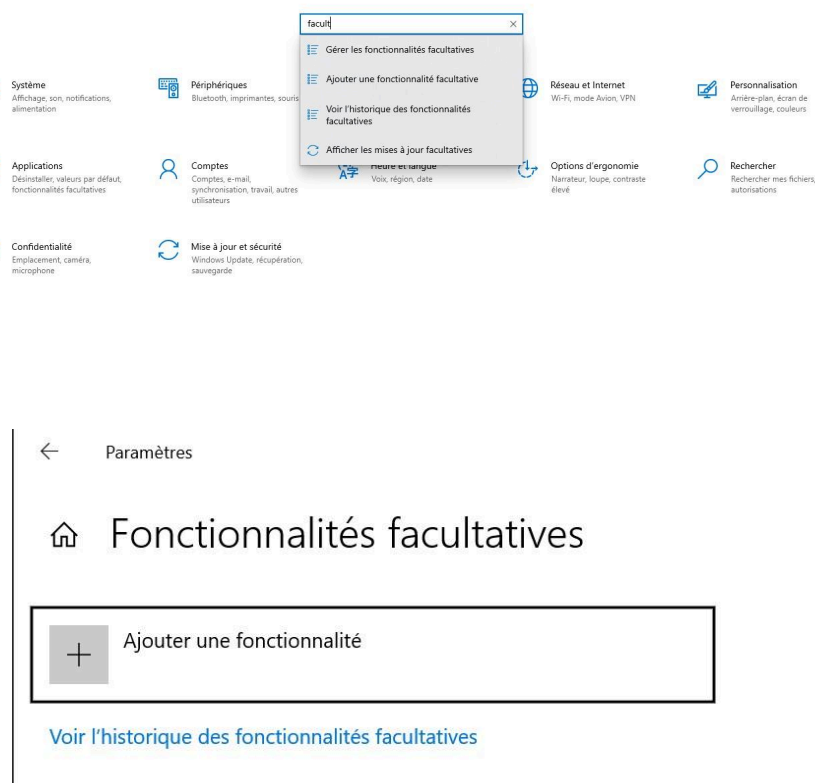 facult
Gérer les fonctionnalités facultatives
Ajouter une fonctionnalité facultative
Voir l'historique des fonctionnalités
facultatives
Afficher les mises à jour facultatives
Système
Affichage, son, notifications,
alimentation
Périphériques
Bluetooth, imprimantes, souris
Réseau et Internet
Wi-Fi, mode Avion, VPN
Personnalisation
Arrière-plan, écran de
verrouillage, couleurs
Applications
Désinstaller, valeurs par défaut,
fonctionnalités facultatives
Comptes
Comptes, e-mail,
synchronisation, travail, autres
utilisateurs
Heure et langue
Voix, région, date
Options d'ergonomie
Narrateur, loupe, contraste
élevé
Rechercher
Rechercher mes fichiers,
autorisations
Confidentialité
Emplacement, caméra,
microphone
Mise à jour et sécurité
Windows Update, récupération,
sauvegarde
Paramètres
Fonctionnalités facultatives
Ajouter une fonctionnalité
Voir l'historique des fonctionnalités facultatives